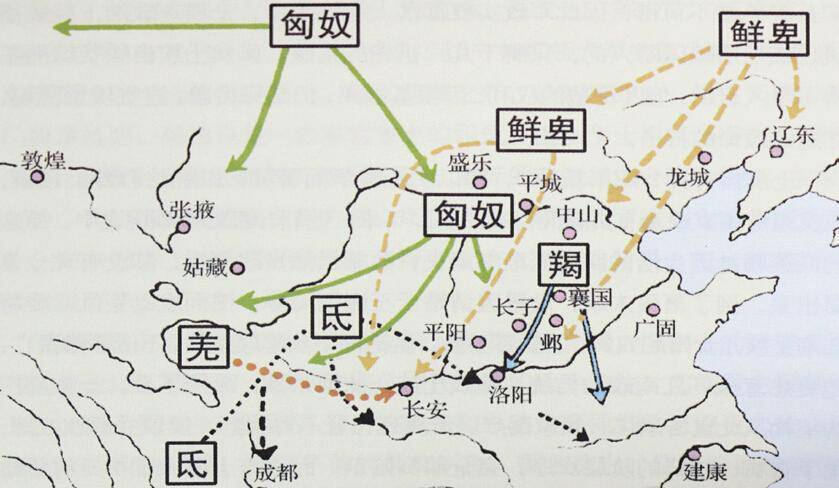 匈奴
鲜卑
鲜卑
辽东
敦煌
盛乐
龙城
平城
张掖
匈奴
中山
姑藏
羯
襄国
氐
长子
广固
羌
平阳
邺
洛阳
长安
氐
成都
建康